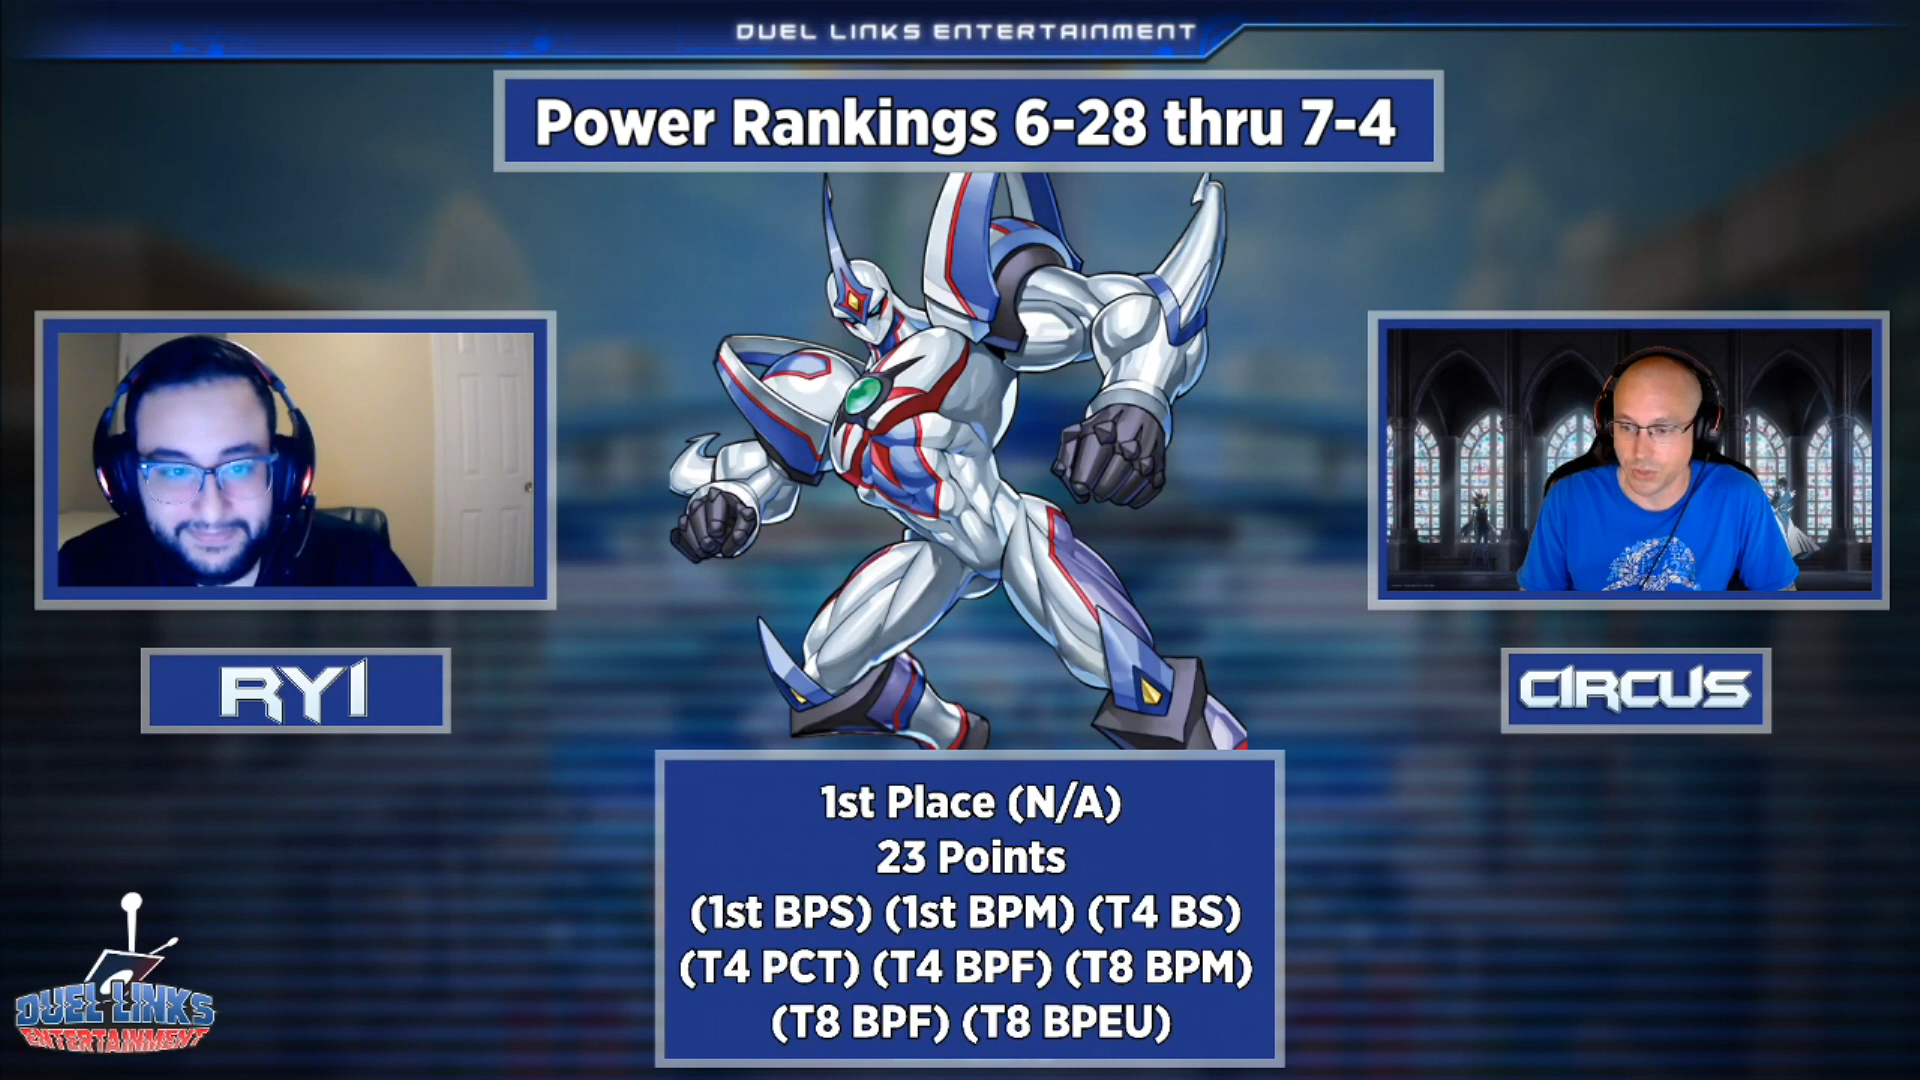 DUEL LINKS ENTERTAINMENT
Power Rankings 6-28 thru 7-4
RYI
CIRCUS
1st Place (N/A)
23 Points
(1st BPS) (1st BPM) (T4 BS)
(T4 PCT) (T4 BPF) (T8 BPM)
(T8 BPF) (T8 BPEU)
DUEL LINKS
ENTERTAINMENT